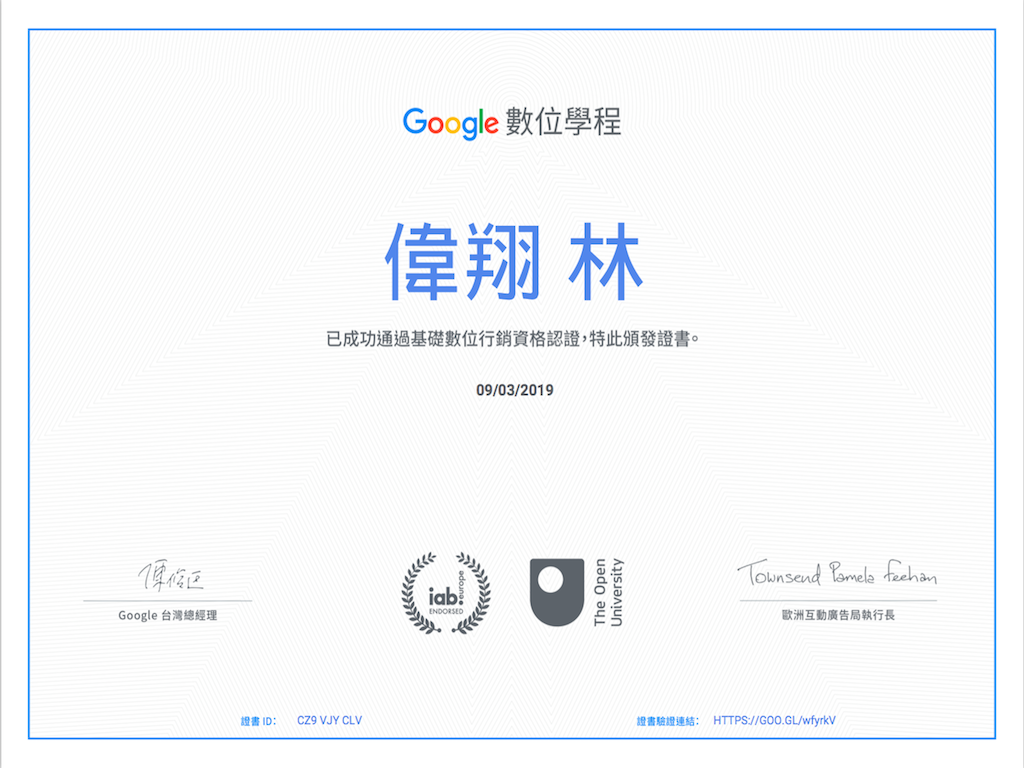 Google 數位學程
偉翔 林
已成功通過基礎數位行銷資格認證，特此頒發證書。
09/03/2019
陳俊廷
Google 台灣總經理
iab.
europe
ENDORSED
The Open
University
Townsend Pamela Feehan
歐洲互動廣告局執行長
證書 ID： CZ9 VJY CLV
證書驗證連結： HTTPS://GOO.GL/wfyrkV